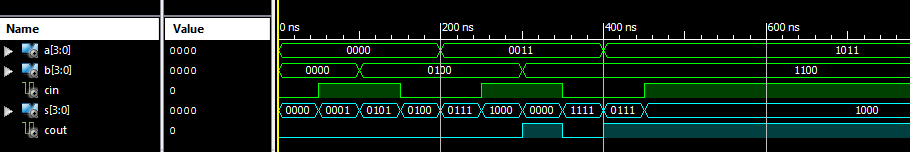 Name Value 0 ns 200 ns 400 ns 600 ns
a[3:0] 0000 0000 0011 1011
b[3:0] 0000 0000 0100 1100
cin 0
s[3:0] 0000 0000 0001 0101 0100 0111 1000 0000 1111 0111 1000
cout 0